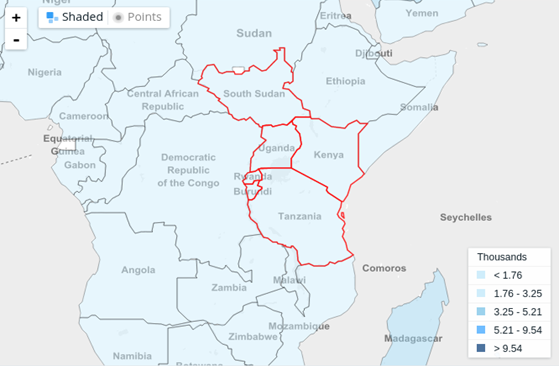 +
-
Shaded
Points
Niger
Eritrea
Yemen
Sudan
Djibouti
Nigeria
Ethiopia
Central African
Republic
South Sudan
Somalia
Cameroon
Equatorial
Guinea
Gabon
Uganda
Kenya
Democratic
Republic
of the Congo
Rwanda
Burundi
Tanzania
Seychelles
Angola
Zambia
Malawi
Comoros
Mozambique
Zimbabwe
Madagascar
Namibia
Botswana
Thousands
< 1.76
1.76 - 3.25
3.25 - 5.21
5.21 - 9.54
> 9.54